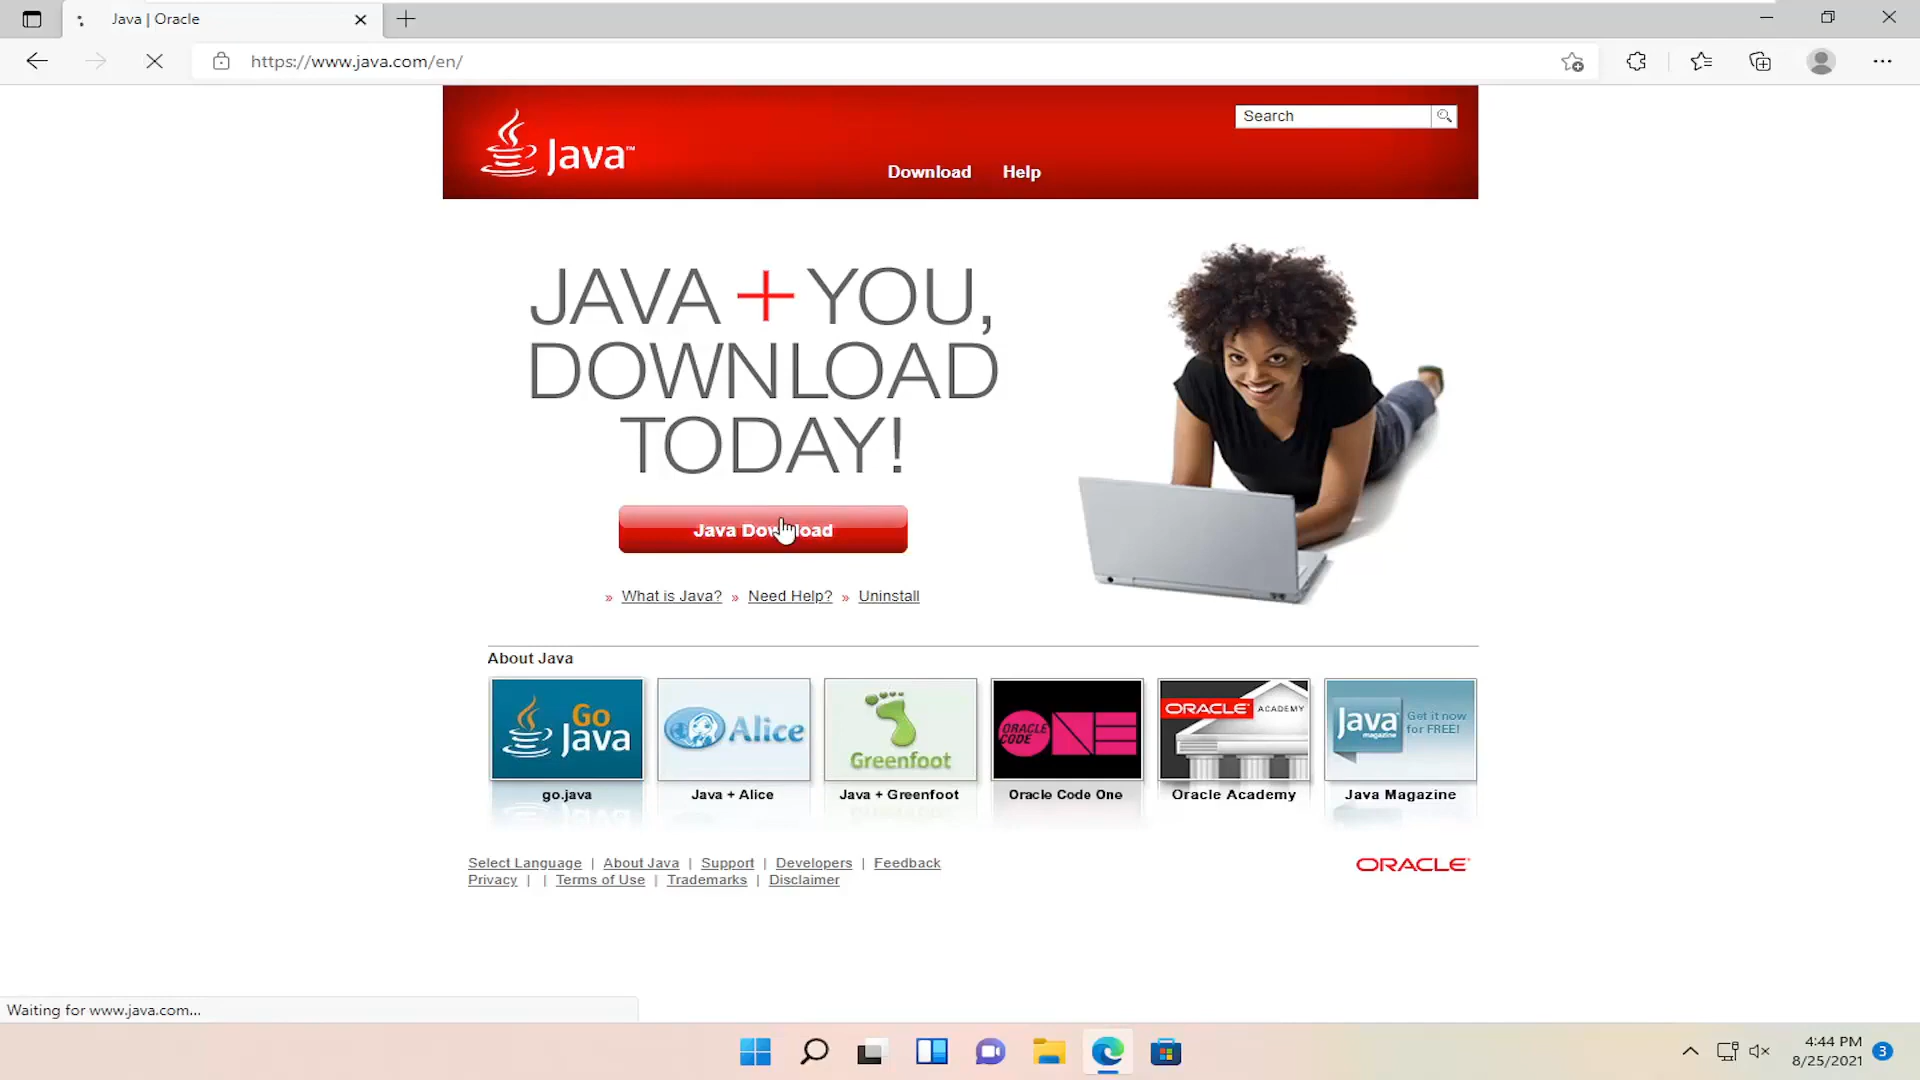 Java | Oracle
https://www.java.com/en/
Search
Java™
Download Help
JAVA + YOU,
DOWNLOAD
TODAY!
Java Download
» What is Java? » Need Help? » Uninstall
About Java
Go
Java
Alice
Greenfoot
ORACLE
CODE
ONE
ORACLE ACADEMY
Java
magazine
Get it now
for FREE!
go.java
Java + Alice
Java + Greenfoot
Oracle Code One
Oracle Academy
Java Magazine
Select Language | About Java | Support | Developers | Feedback
Privacy | | Terms of Use | Trademarks | Disclaimer
ORACLE
Waiting for www.java.com...
4:44 PM
8/25/2021
3